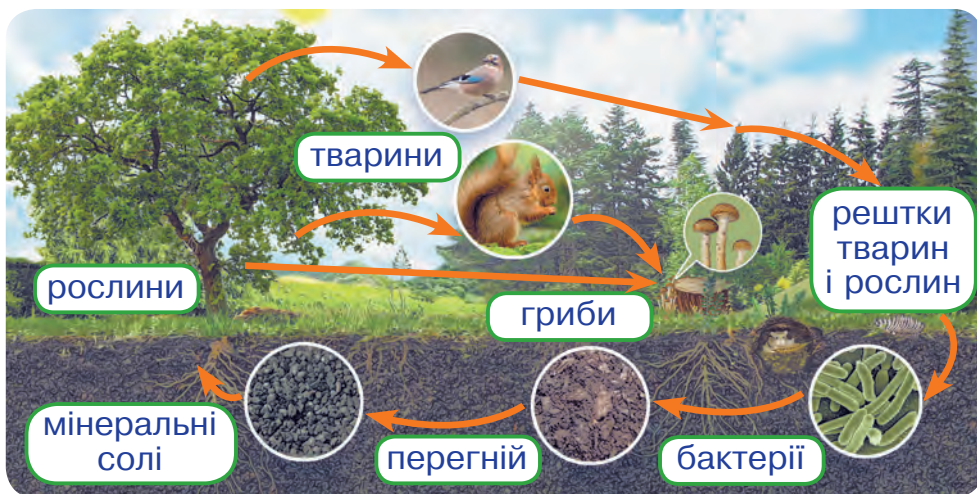 тварини
рослини
гриби
рештки
тварин
і рослин
мінеральні
солі
перегній
бактерії